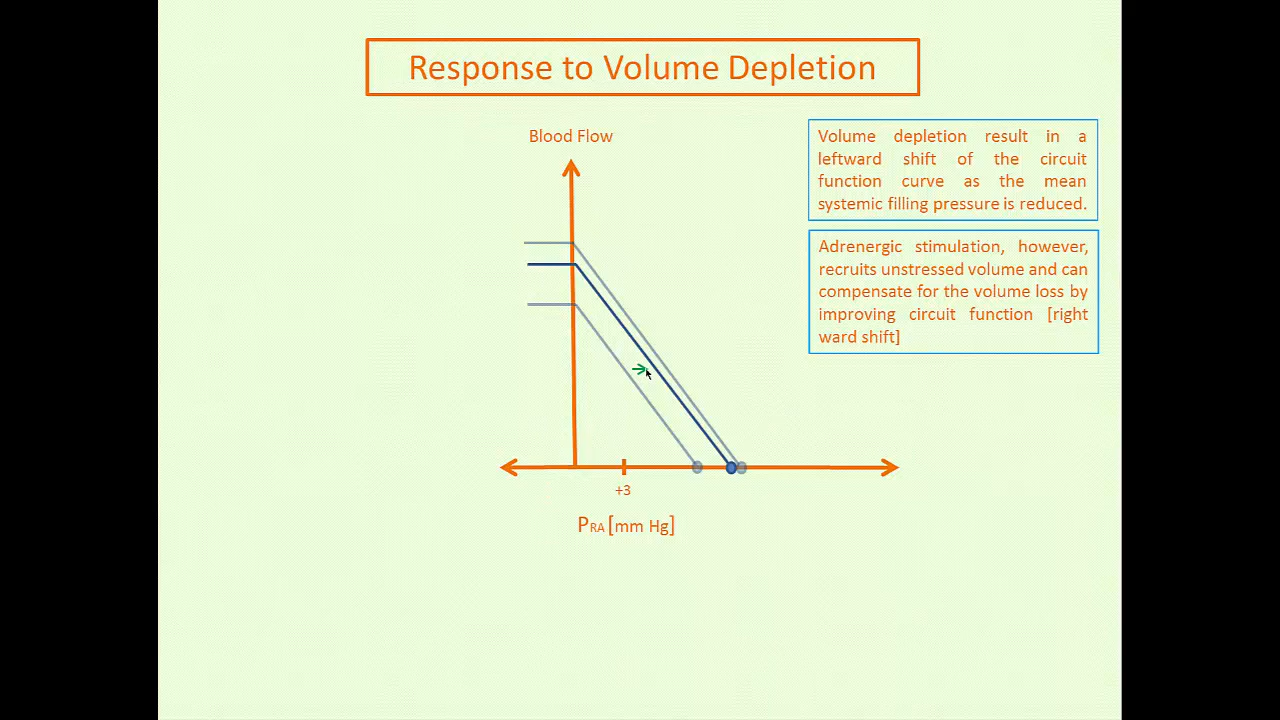 Response to Volume Depletion
Blood Flow
Volume depletion result in a
leftward shift of the circuit
function curve as the mean
systemic filling pressure is reduced.
Adrenergic stimulation, however,
recruits unstressed volume and can
compensate for the volume loss by
improving circuit function [right
ward shift]
+3
PRA [mm Hg]